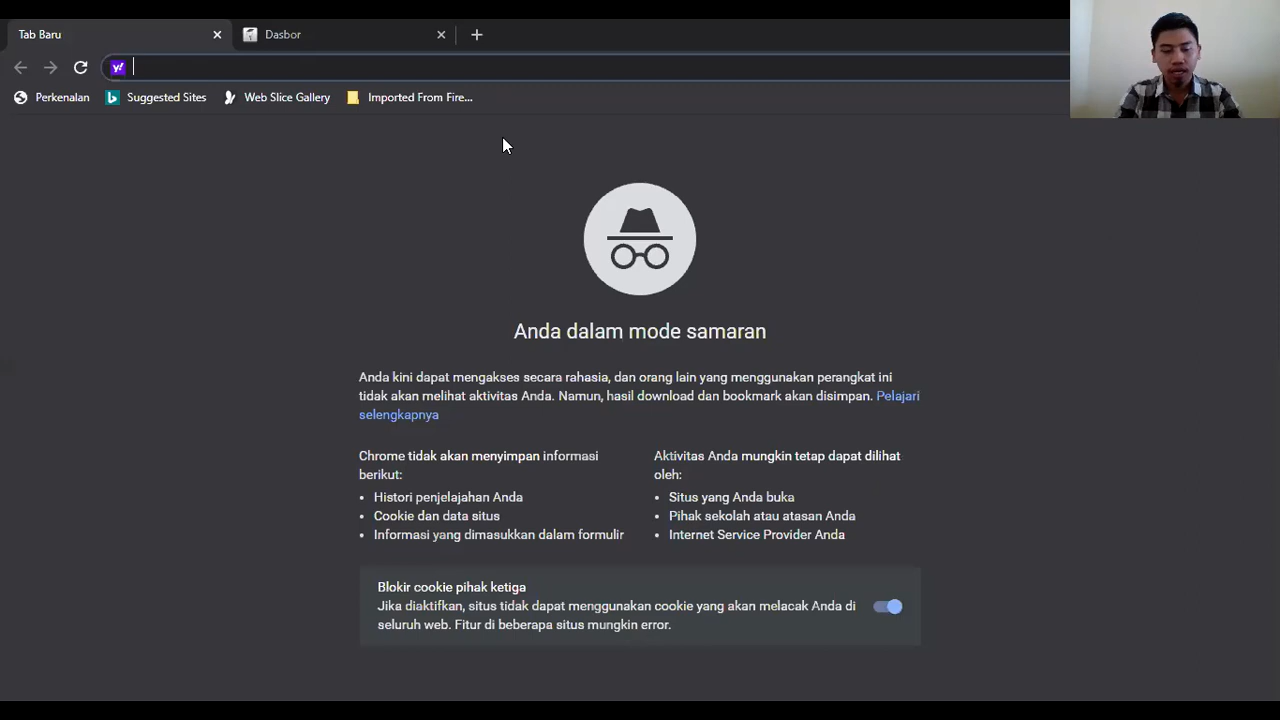 Tab Baru
Dasbor
y!
Perkenalan
Suggested Sites
Web Slice Gallery
Imported From Fire...
Anda dalam mode samaran
Anda kini dapat mengakses secara rahasia, dan orang lain yang menggunakan perangkat ini
tidak akan melihat aktivitas Anda. Namun, hasil download dan bookmark akan disimpan. Pelajari
selengkapnya
Chrome tidak akan menyimpan informasi
berikut:
• Histori penjelajahan Anda
• Cookie dan data situs
• Informasi yang dimasukkan dalam formulir
Aktivitas Anda mungkin tetap dapat dilihat
oleh:
• Situs yang Anda buka
• Pihak sekolah atau atasan Anda
• Internet Service Provider Anda
Blokir cookie pihak ketiga
Jika diaktifkan, situs tidak dapat menggunakan cookie yang akan melacak Anda di
seluruh web. Fitur di beberapa situs mungkin error.